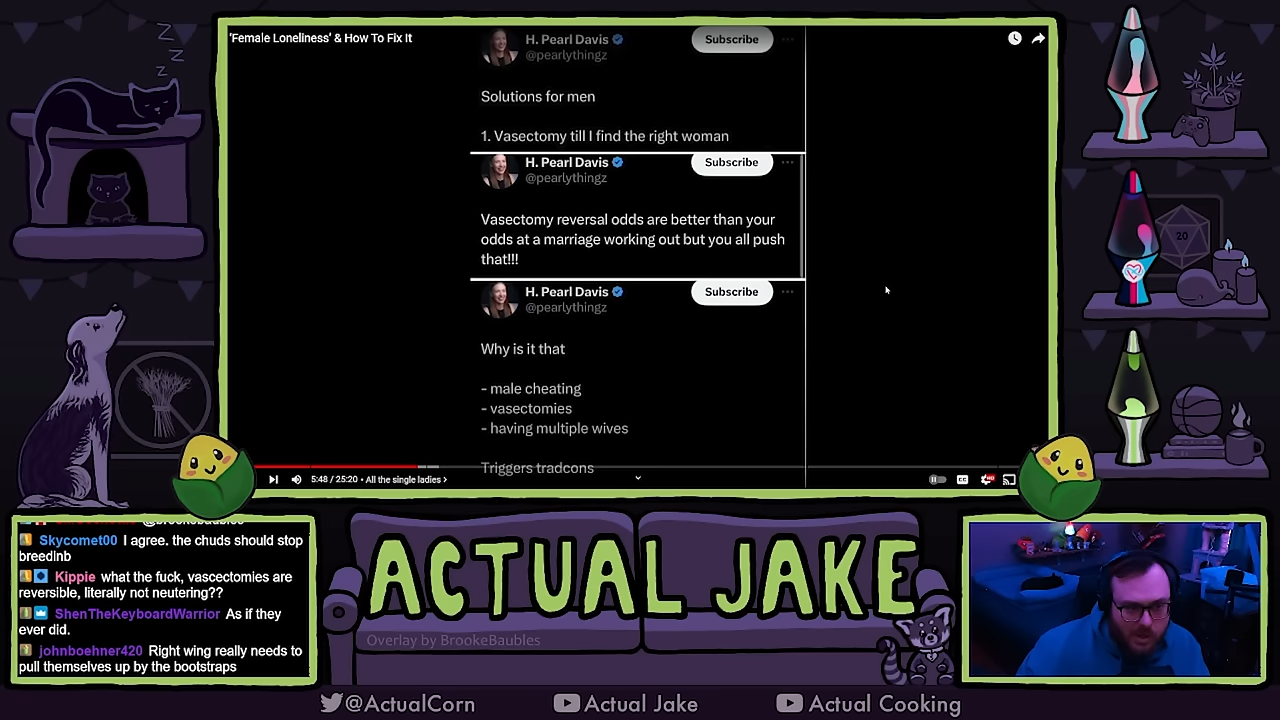 'Female Loneliness' & How To Fix It
H. Pearl Davis
@pearlythingz
Subscribe
Solutions for men
1. Vasectomy till I find the right woman
H. Pearl Davis
@pearlythingz
Subscribe
Vasectomy reversal odds are better than your
odds at a marriage working out but you all push
that!!!
H. Pearl Davis
@pearlythingz
Subscribe
Why is it that
- male cheating
- vasectomies
- having multiple wives
Triggers tradcons
5:48 / 25:20 • All the single ladies ›
CC
HD
20
@brookebaubles
Skycomet00 I agree. the chuds should stop
breedinb
Kippie what the fuck, vascectomies are
reversible, literally not neutering??
ShenTheKeyboardWarrior As if they
ever did.
johnboehner420 Right wing really needs to
pull themselves up by the bootstraps
ACTUAL JAKE
Overlay by BrookeBaubles
@ActualCorn
Actual Jake
Actual Cooking
z z z